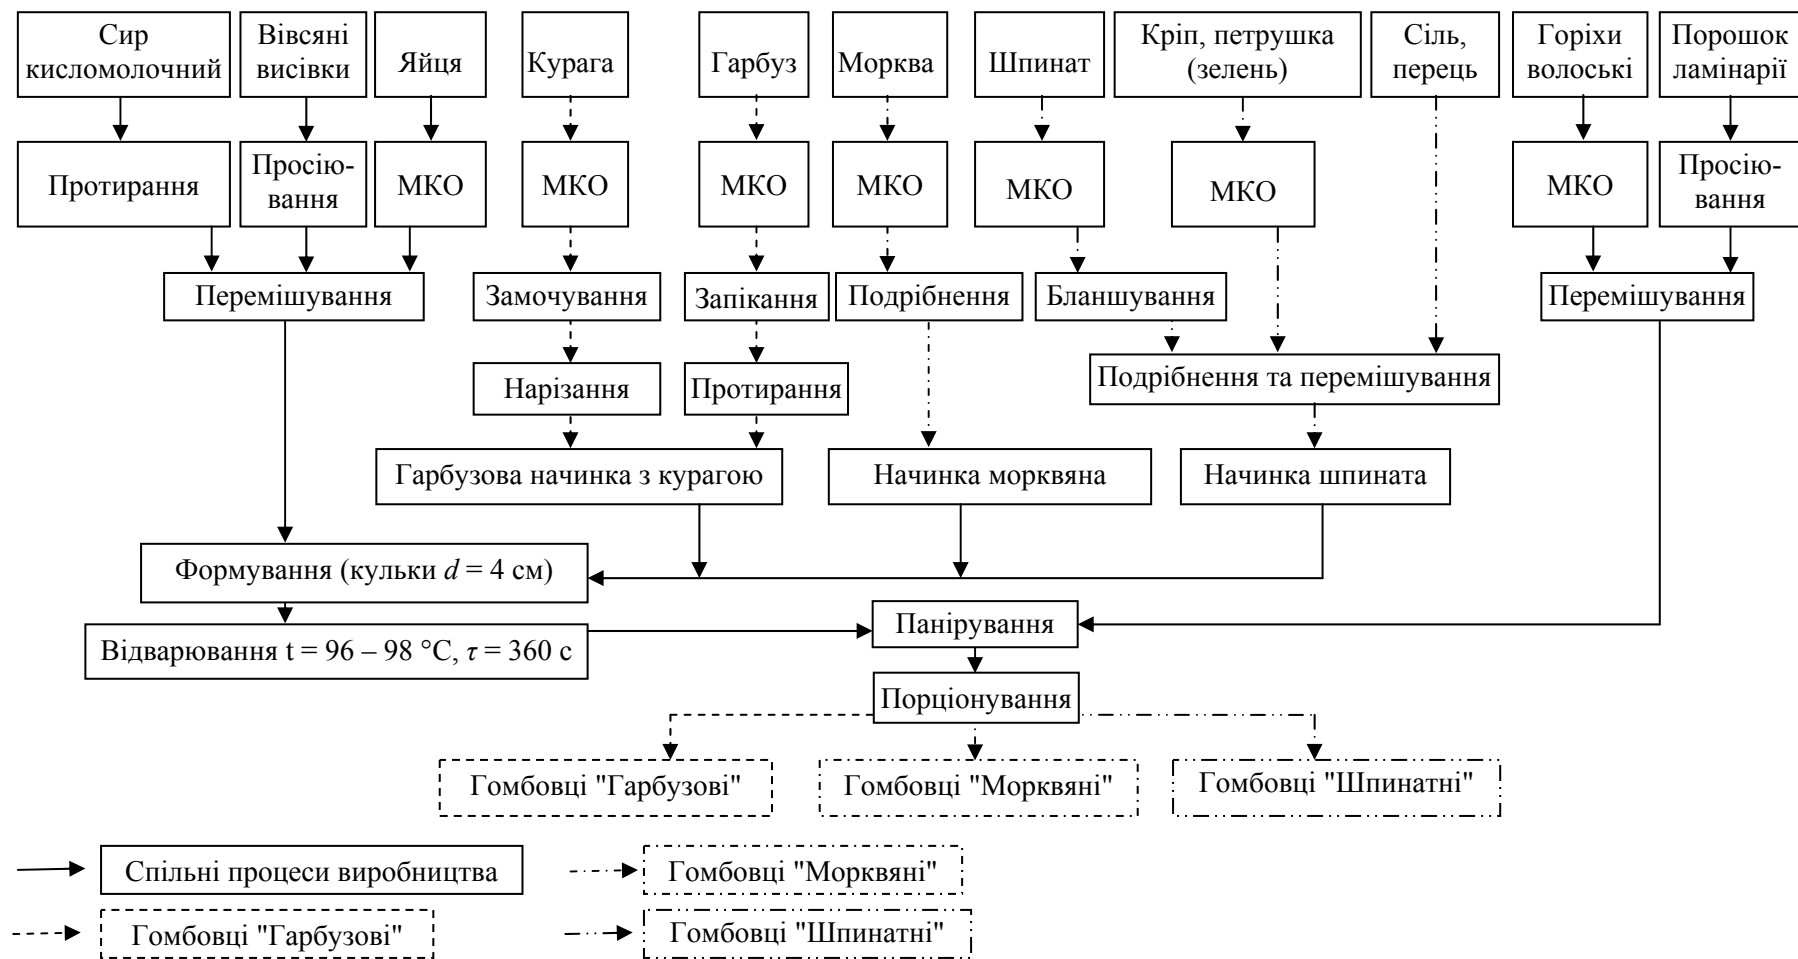 Сир
кисломолочний
Вівсяні
висівки
Яйця
Курага
Гарбуз
Морква
Шпинат
Кріп, петрушка
(зелень)
Сіль,
перець
Горіхи
волоські
Порошок
ламінарії
Протирання
Просію-
вання
МКО
МКО
МКО
МКО
МКО
МКО
МКО
Просію-
вання
Перемішування
Замочування
Запікання
Подрібнення
Бланшування
Перемішування
Нарізання
Протирання
Подрібнення та перемішування
Гарбузова начинка з курагою
Начинка морквяна
Начинка шпината
Формування (кульки d = 4 см)
Відварювання t = 96 – 98 °С, τ = 360 с
Панірування
Порціонування
Гомбовці "Гарбузові"
Гомбовці "Морквяні"
Гомбовці "Шпинатні"
Спільні процеси виробництва
Гомбовці "Морквяні"
Гомбовці "Гарбузові"
Гомбовці "Шпинатні"